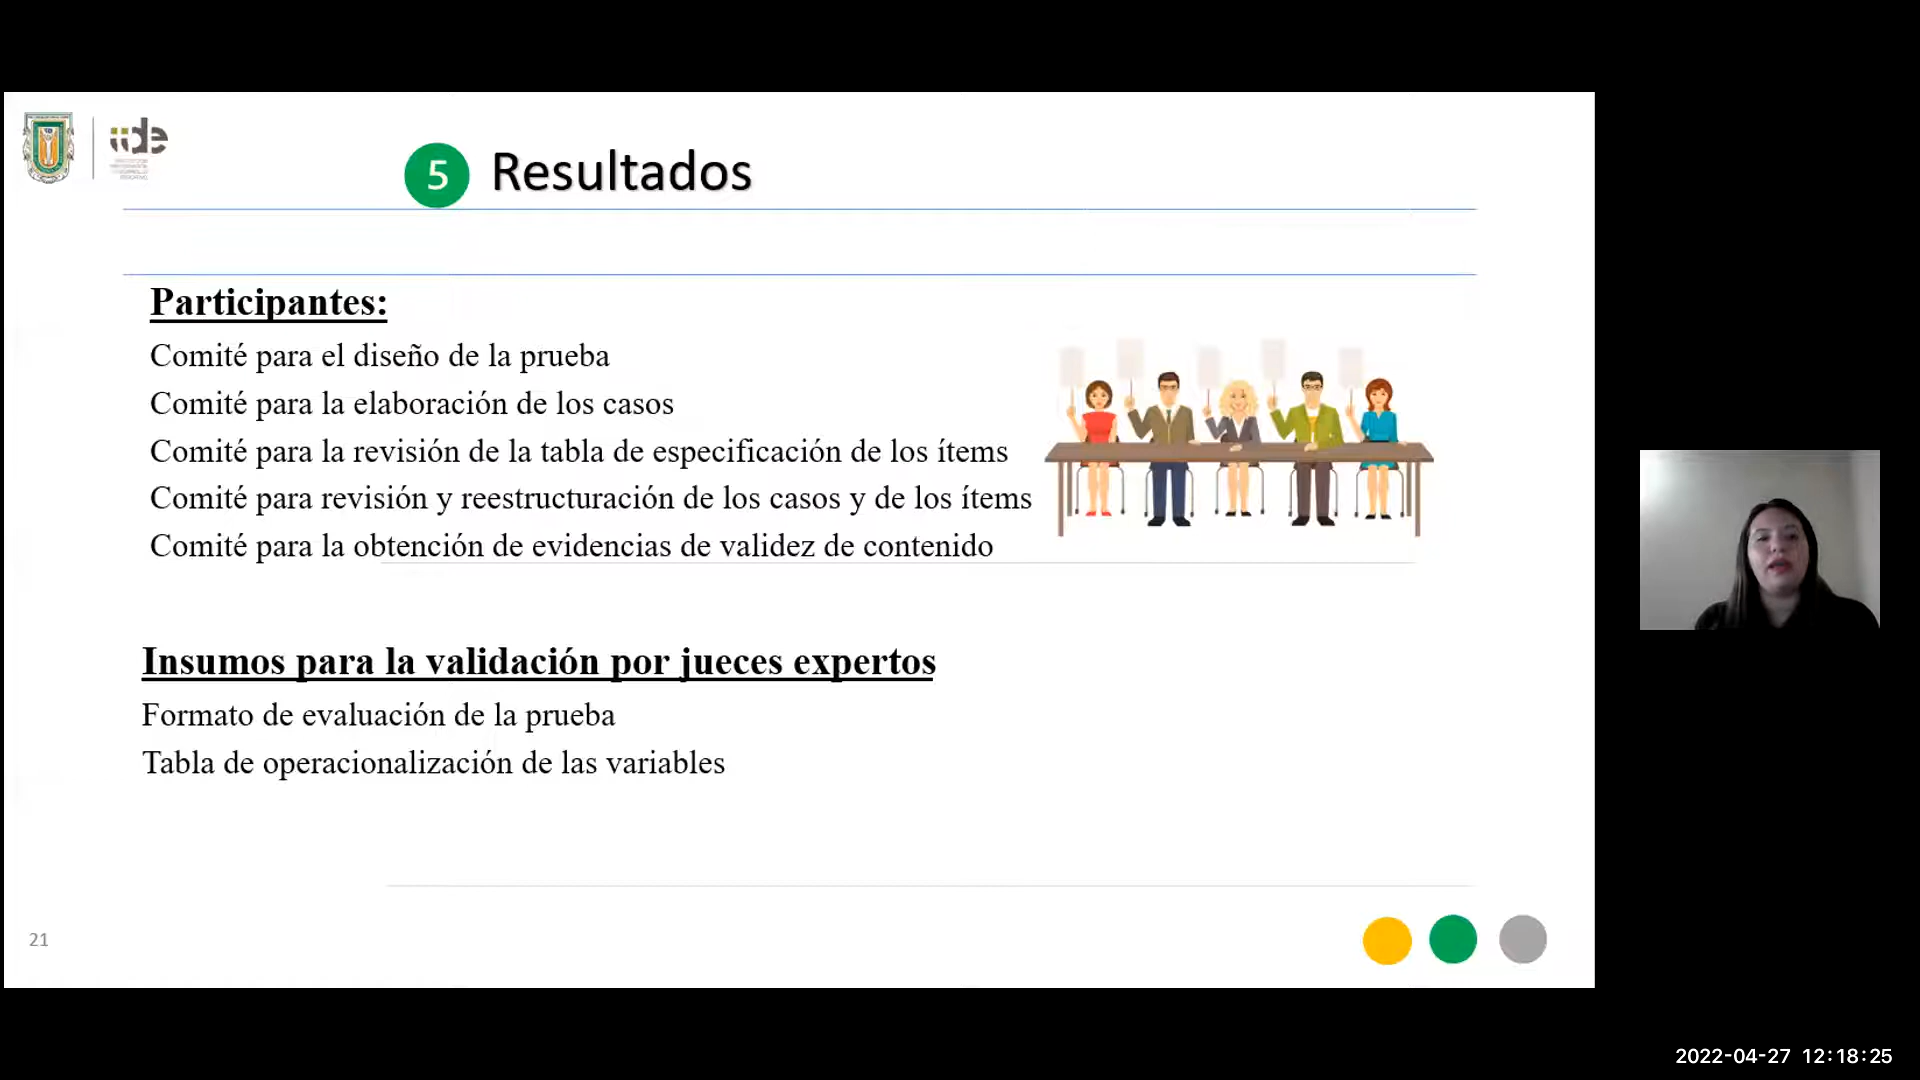 iide
5 Resultados
Participantes:
Comité para el diseño de la prueba
Comité para la elaboración de los casos
Comité para la revisión de la tabla de especificación de los ítems
Comité para revisión y reestructuración de los casos y de los ítems
Comité para la obtención de evidencias de validez de contenido
Insumos para la validación por jueces expertos
Formato de evaluación de la prueba
Tabla de operacionalización de las variables
21
2022-04-27 12:18:25